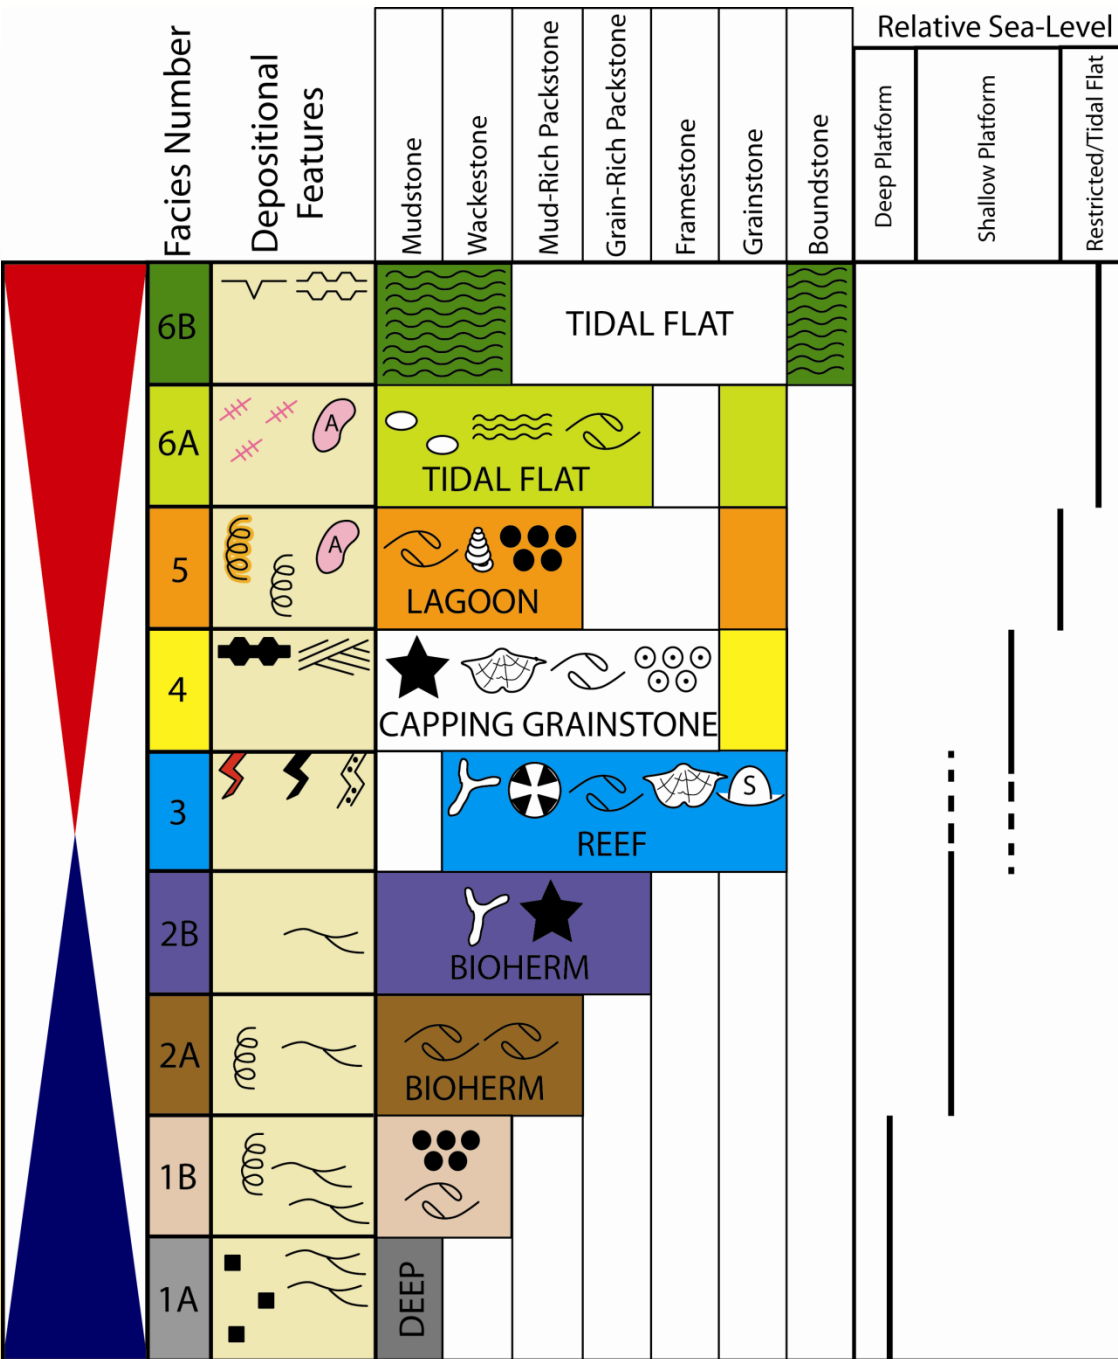 Relative Sea-Level
Facies Number
Depositional
Features
Mudstone
Wackestone
Mud-Rich Packstone
Grain-Rich Packstone
Framestone
Grainstone
Boundstone
Deep Platform
Shallow Platform
Restricted/Tidal Flat
6B
TIDAL FLAT
6A
A
TIDAL FLAT
5
A
LAGOON
4
CAPPING GRAINSTONE
3
S
REEF
2B
BIOHERM
2A
BIOHERM
1B
1A
DEEP